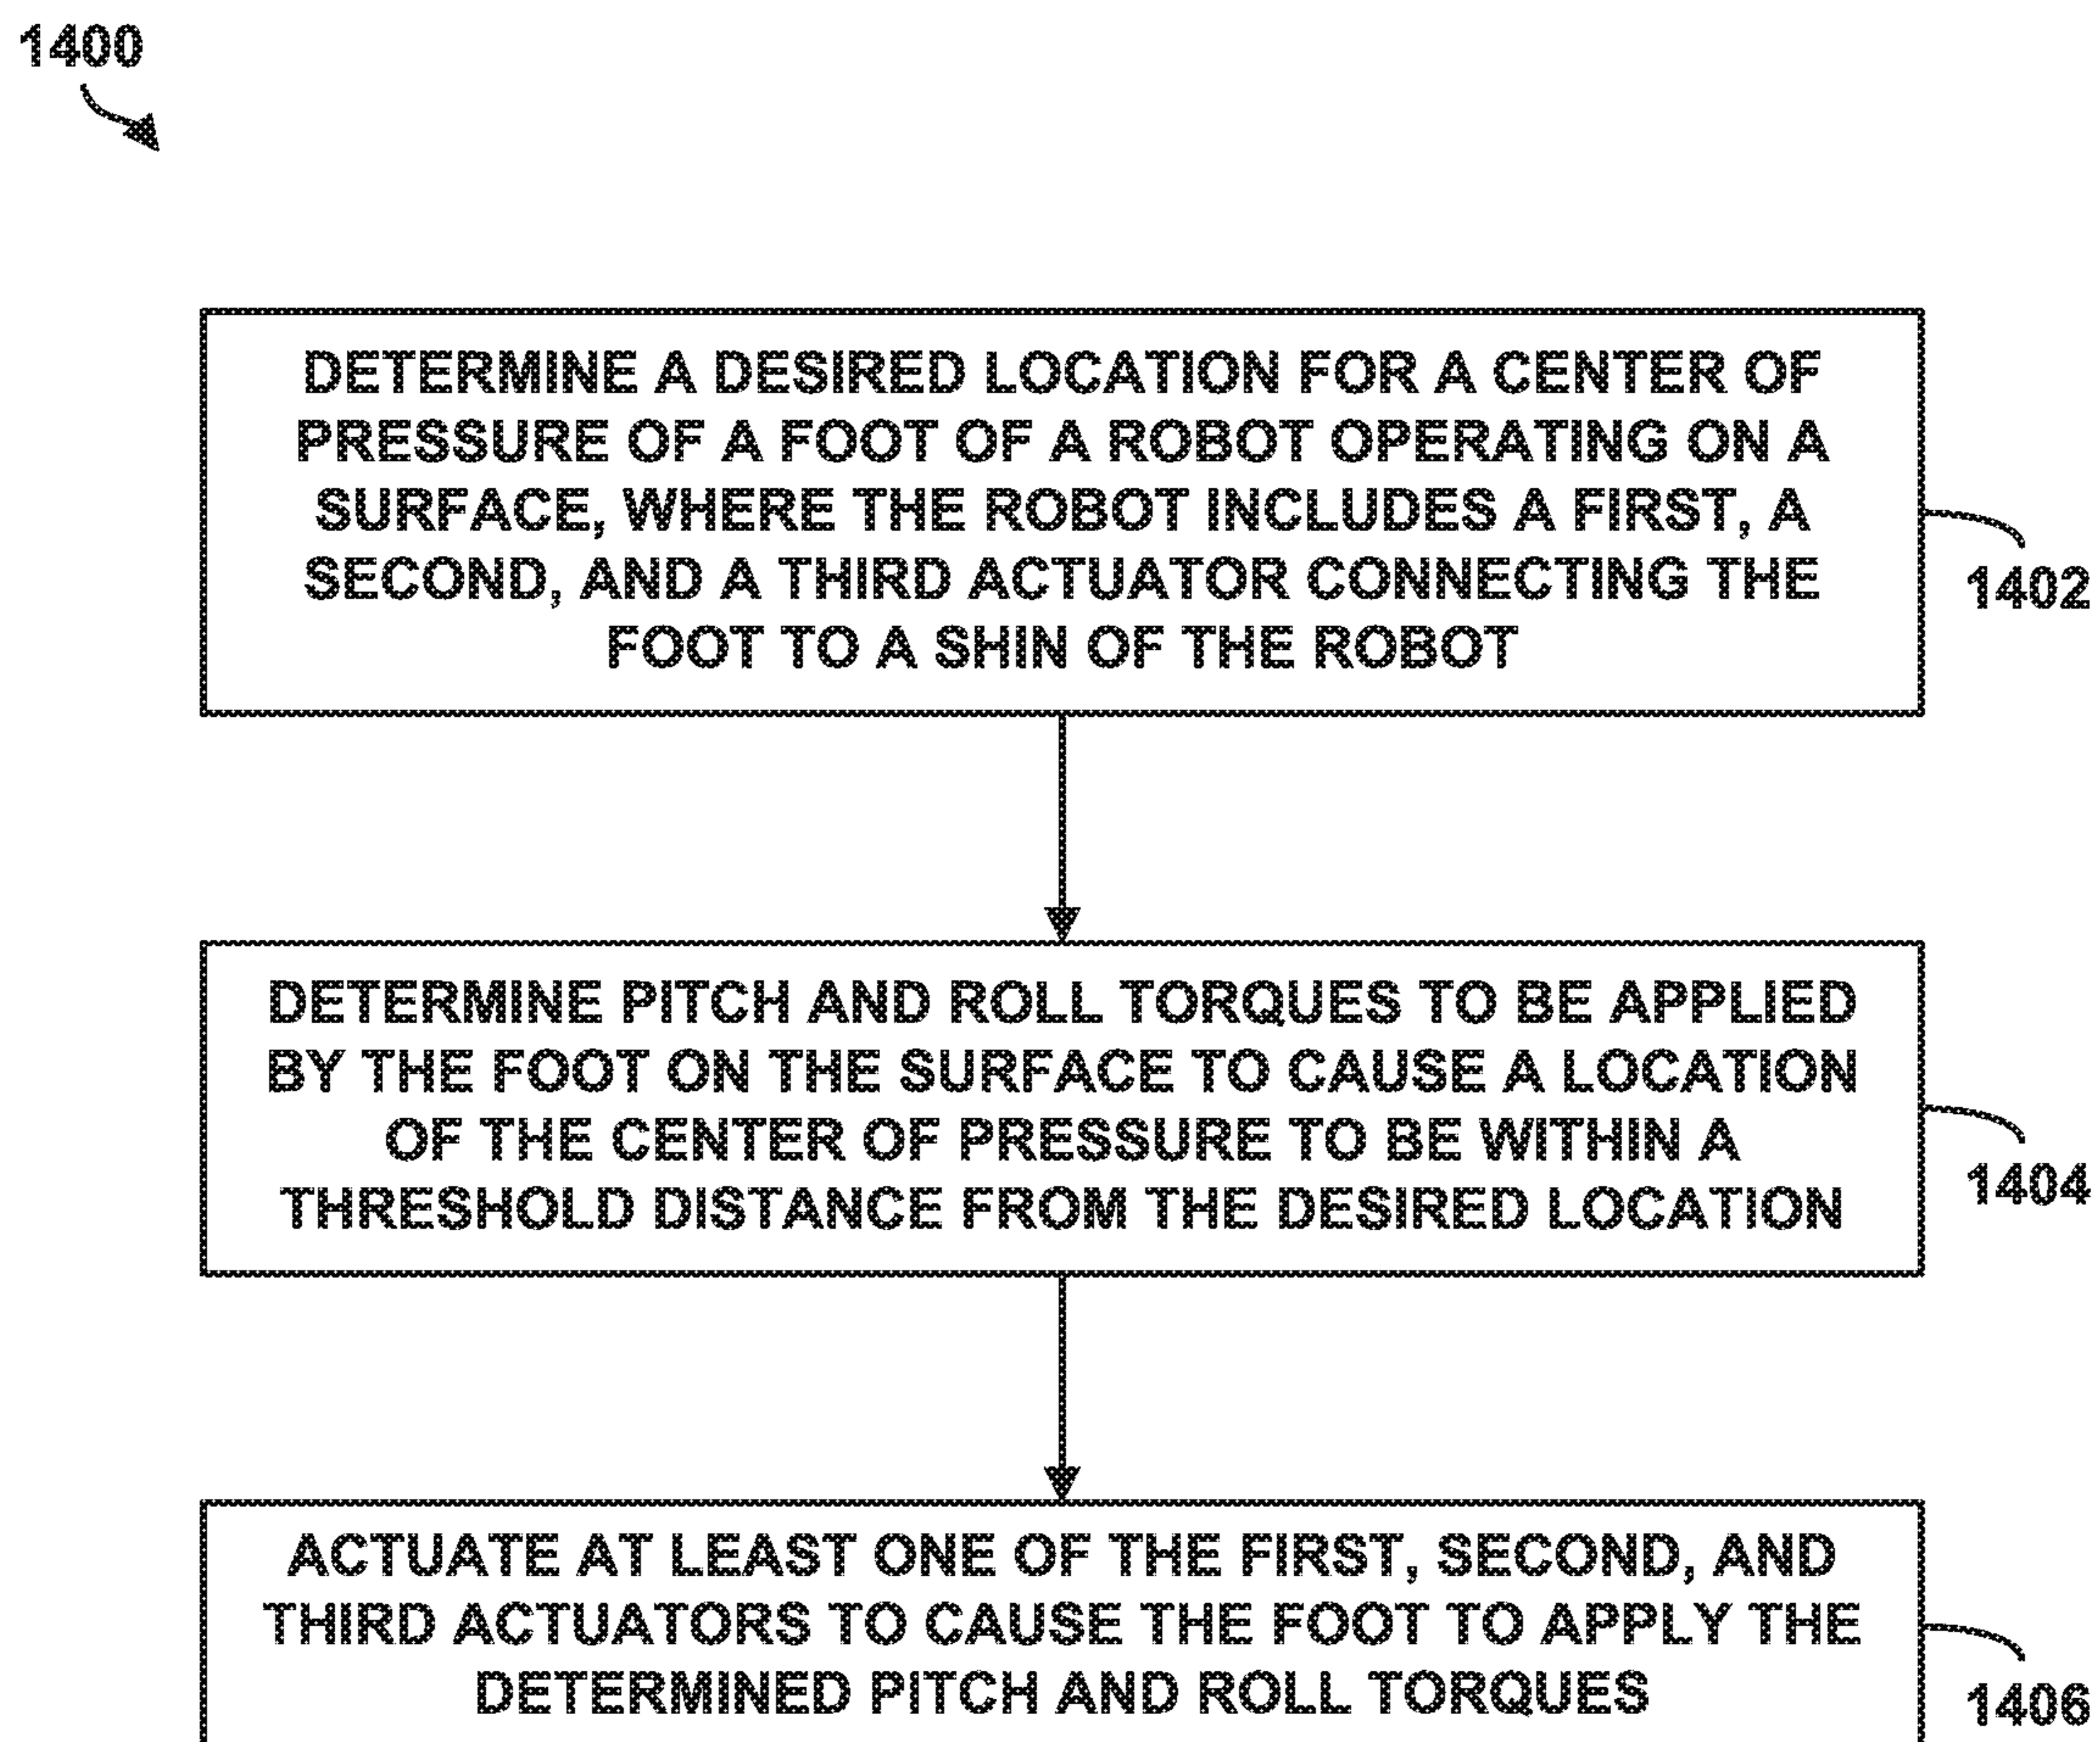 1400
DETERMINE A DESIRED LOCATION FOR A CENTER OF
PRESSURE OF A FOOT OF A ROBOT OPERATING ON A
SURFACE, WHERE THE ROBOT INCLUDES A FIRST, A
SECOND, AND A THIRD ACTUATOR CONNECTING THE
FOOT TO A SHIN OF THE ROBOT
1402
DETERMINE PITCH AND ROLL TORQUES TO BE APPLIED
BY THE FOOT ON THE SURFACE TO CAUSE A LOCATION
OF THE CENTER OF PRESSURE TO BE WITHIN A
THRESHOLD DISTANCE FROM THE DESIRED LOCATION
1404
ACTUATE AT LEAST ONE OF THE FIRST, SECOND, AND
THIRD ACTUATORS TO CAUSE THE FOOT TO APPLY THE
DETERMINED PITCH AND ROLL TORQUES
1406